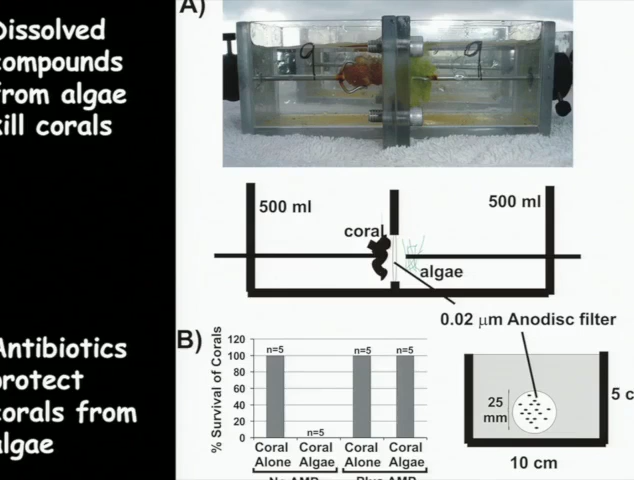 A)
Dissolved
compounds
from algae
kill corals
500 ml
500 ml
coral
algae
0.02 µm Anodisc filter
Antibiotics
protect
corals from
algae
B)
% Survival of Corals
120
100
80
60
40
20
0
n=5
n=5
n=5
n=5
Coral Alone
Coral Algae
Coral Alone
Coral Algae
No AMP
Plus AMP
25
mm
5 c
10 cm